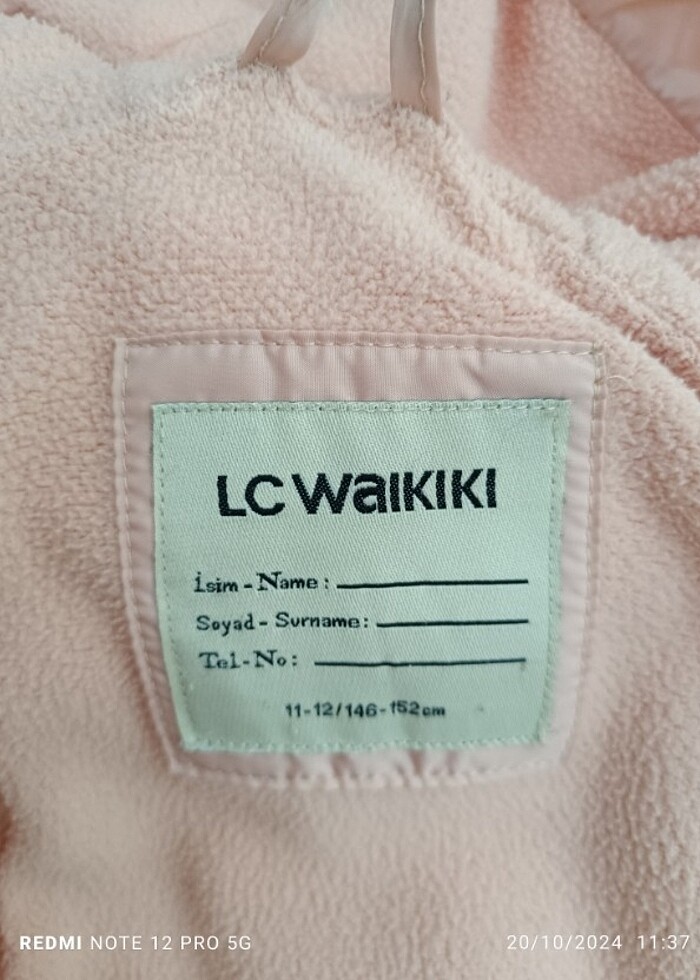 LC WAIKIKI
İsim - Name :
Soyad - Surname :
Tel - No :
11-12/146-152cm
REDMI NOTE 12 PRO 5G
20/10/2024 11:37